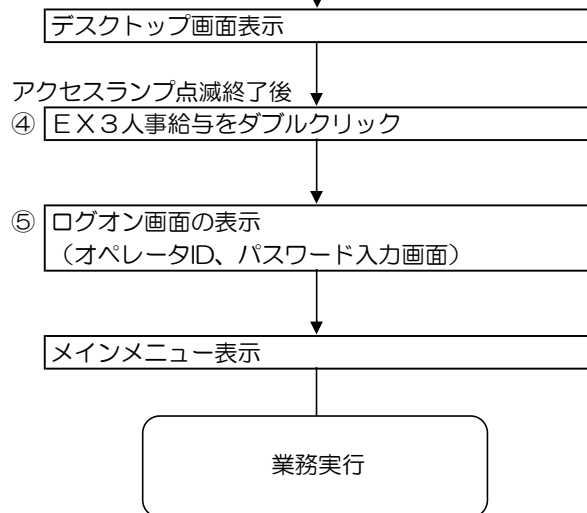 デスクトップ画面表示
アクセスランプ点滅終了後
④ EX3人事給与をダブルクリック
⑤ ログオン画面の表示
(オペレータID、パスワード入力画面)
メインメニュー表示
業務実行